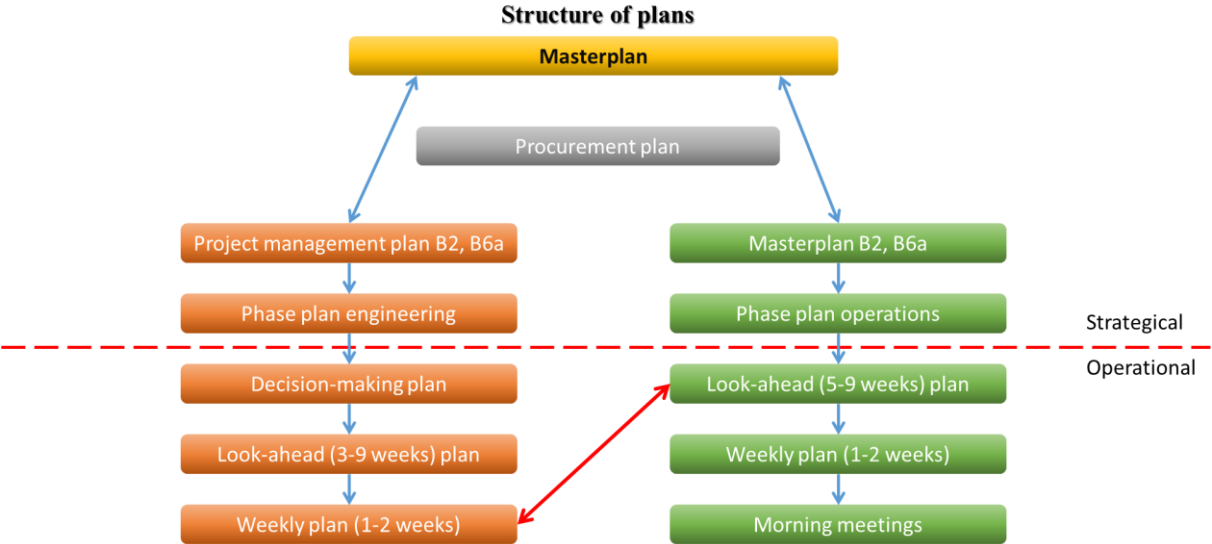 Structure of plans
Masterplan
Procurement plan
Project management plan B2, B6a
Masterplan B2, B6a
Phase plan engineering
Phase plan operations
Strategical
Operational
Decision-making plan
Look-ahead (5-9 weeks) plan
Look-ahead (3-9 weeks) plan
Weekly plan (1-2 weeks)
Weekly plan (1-2 weeks)
Morning meetings